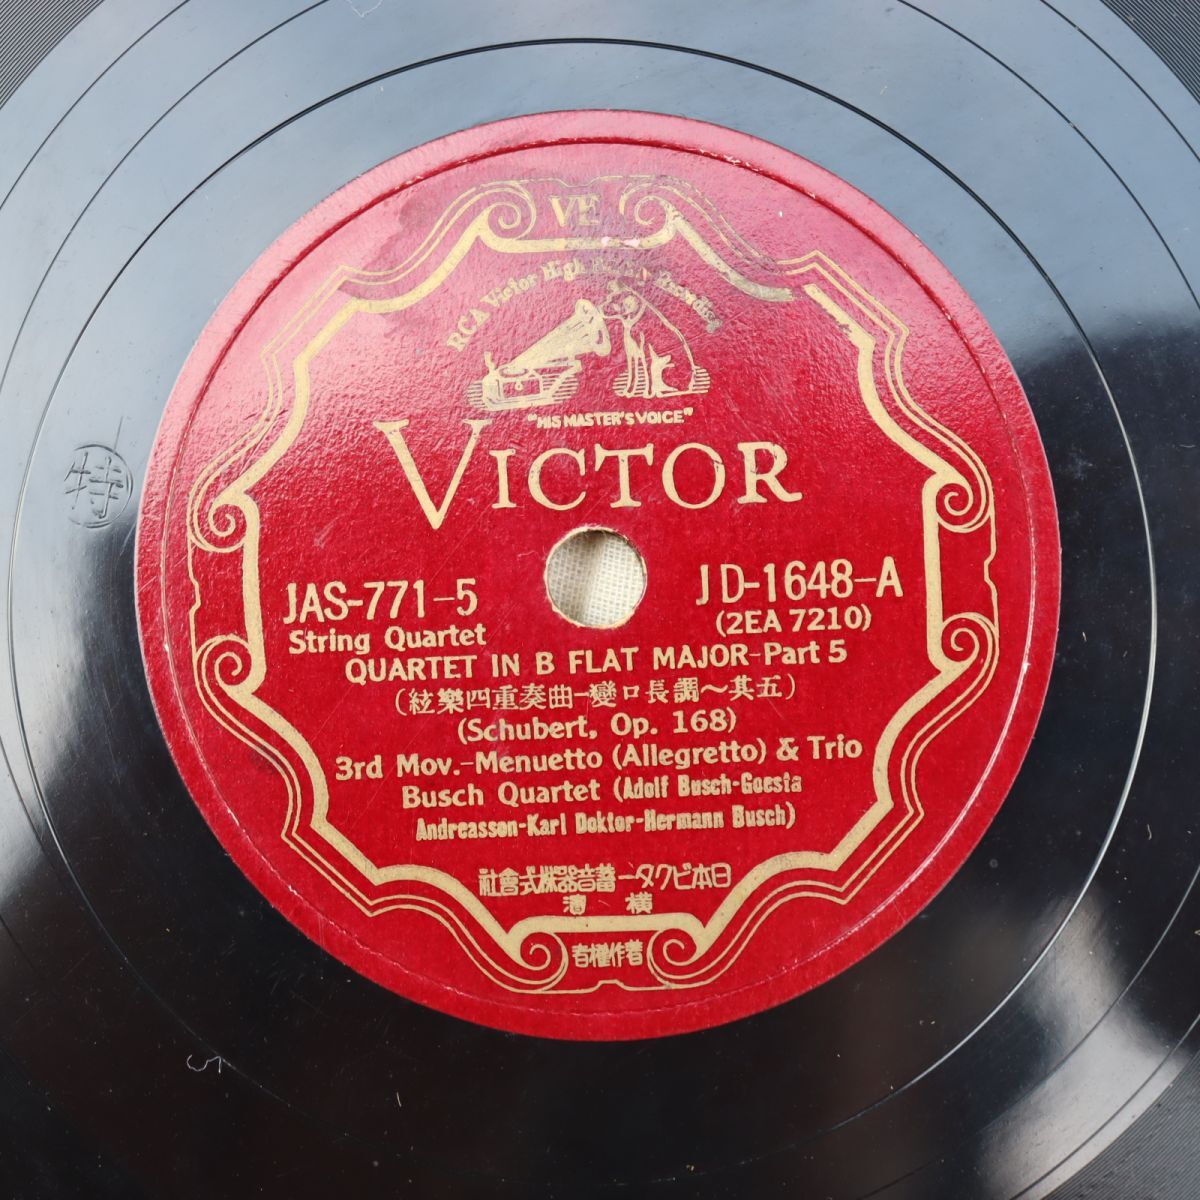 VE
RCA Victor High Fidelity Recording
"HIS MASTER'S VOICE"
VICTOR
JAS-771-5
JD-1648-A
String Quartet
(2EA 7210)
QUARTET IN B FLAT MAJOR-Part 5
(絃樂四重奏曲-變ロ長調～其五)
(Schubert, Op. 168)
3rd Mov.-Menuetto (Allegretto) & Trio
Busch Quartet (Adolf Busch-Goesta
Andreasson-Karl Doktor-Hermann Busch)
社會式株器音蓄ータクビ本日
濱 横
者權作著
特